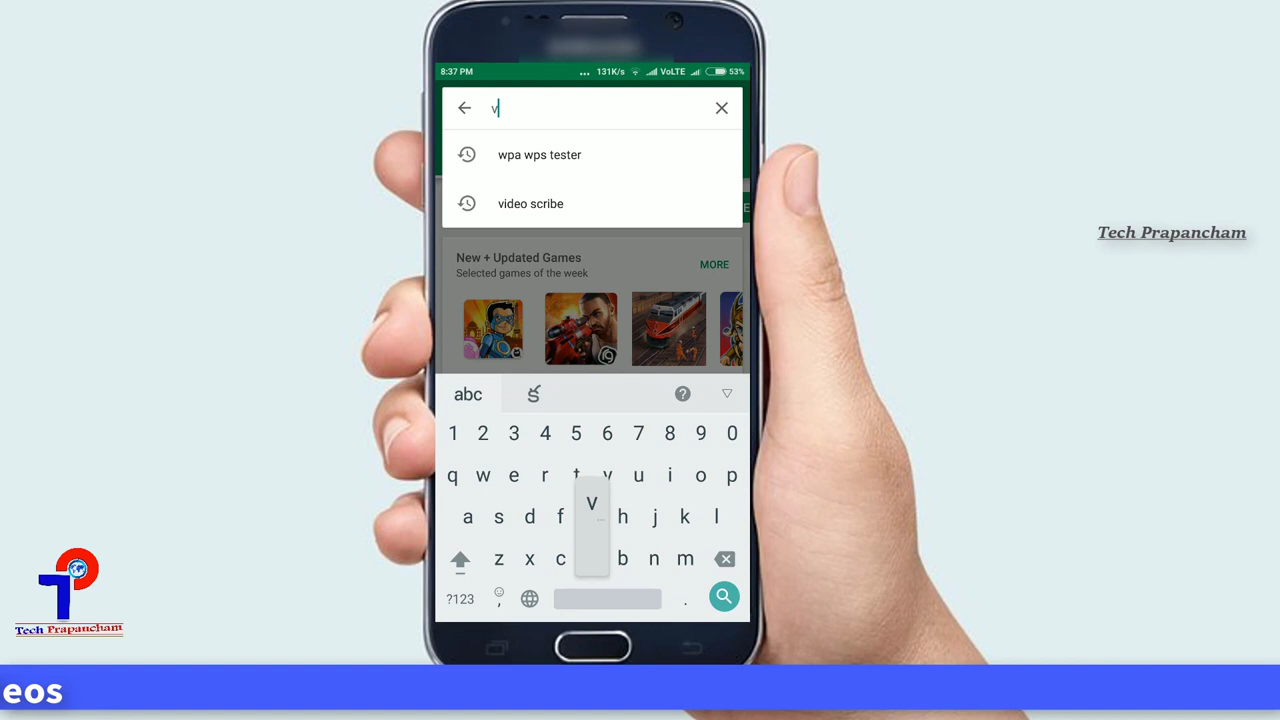 8:37 PM ... 131K/s VoLTE 53%
v
wpa wps tester
video scribe
E
New + Updated Games
MORE
Selected games of the week
abc క
1 2 3 4 5 6 7 8 9 0
q w e r t y u i o p
a s d f v h j k l
z x c b n m
?123 , .
Tech Prapancham
Tech Prapancham
eos